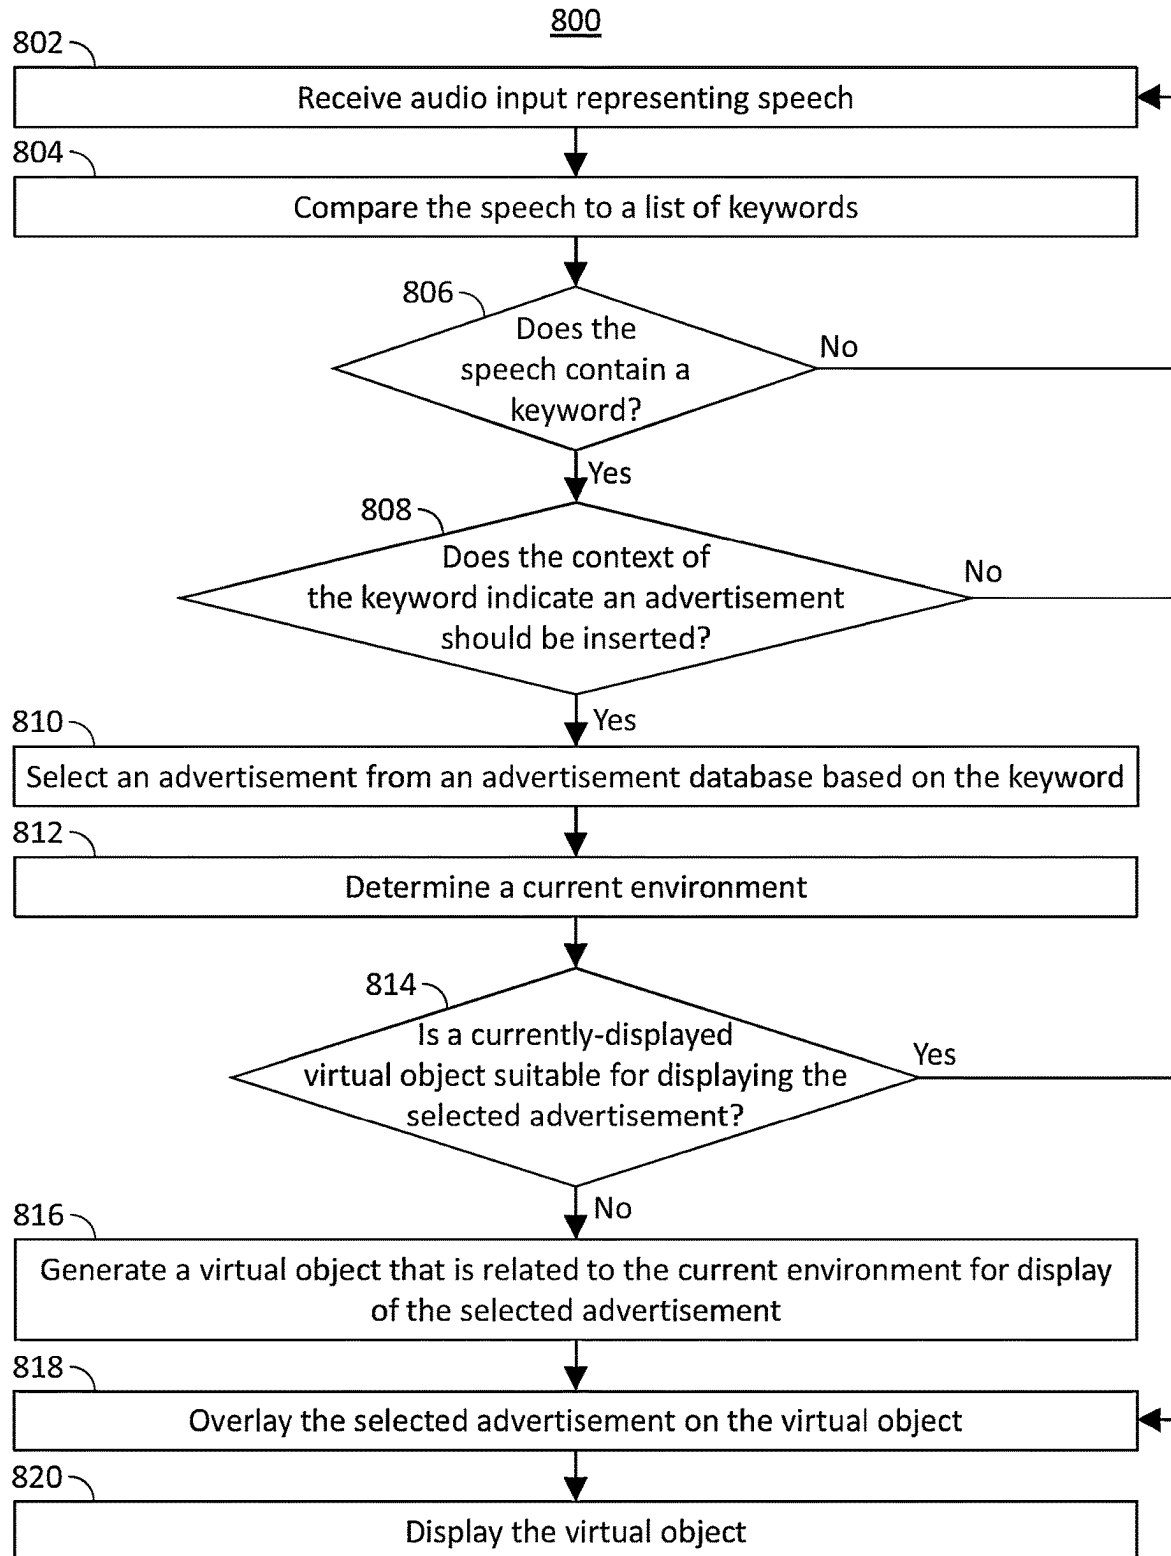 800
802
Receive audio input representing speech
804
Compare the speech to a list of keywords
806
Does the
speech contain a
keyword?
No
Yes
808
Does the context of
the keyword indicate an advertisement
should be inserted?
No
Yes
810
Select an advertisement from an advertisement database based on the keyword
812
Determine a current environment
814
Is a currently-displayed
virtual object suitable for displaying the
selected advertisement?
Yes
No
816
Generate a virtual object that is related to the current environment for display
of the selected advertisement
818
Overlay the selected advertisement on the virtual object
820
Display the virtual object